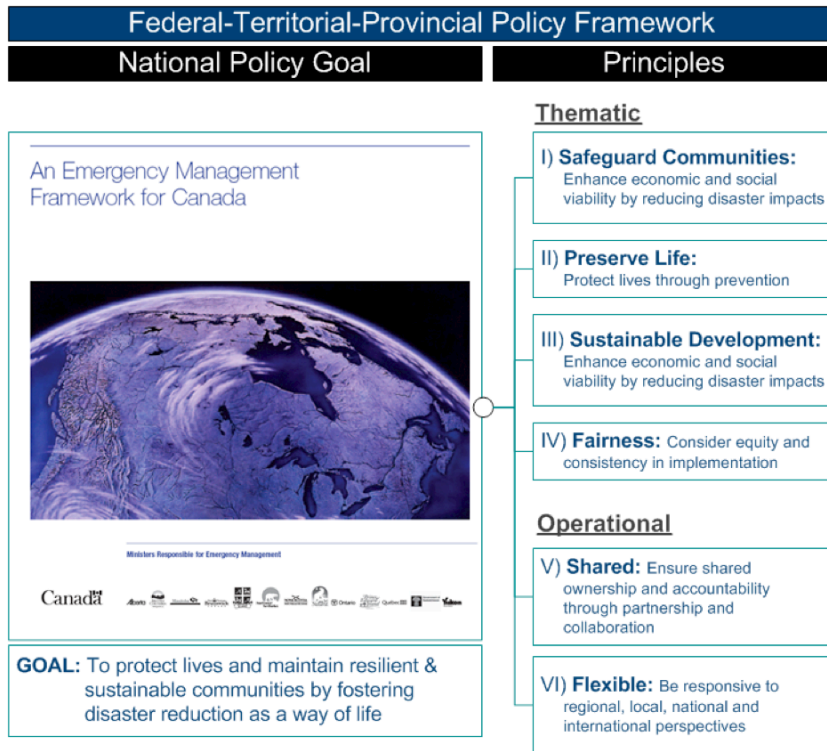 Federal-Territorial-Provincial Policy Framework
National Policy Goal
Principles
An Emergency Management
Framework for Canada
Ministers Responsible for Emergency Management
Canada
Alberta
Ontario
Québec
Yukon
GOAL: To protect lives and maintain resilient &
sustainable communities by fostering
disaster reduction as a way of life
Thematic
I) Safeguard Communities:
Enhance economic and social
viability by reducing disaster impacts
II) Preserve Life:
Protect lives through prevention
III) Sustainable Development:
Enhance economic and social
viability by reducing disaster impacts
IV) Fairness: Consider equity and
consistency in implementation
Operational
V) Shared: Ensure shared
ownership and accountability
through partnership and
collaboration
VI) Flexible: Be responsive to
regional, local, national and
international perspectives